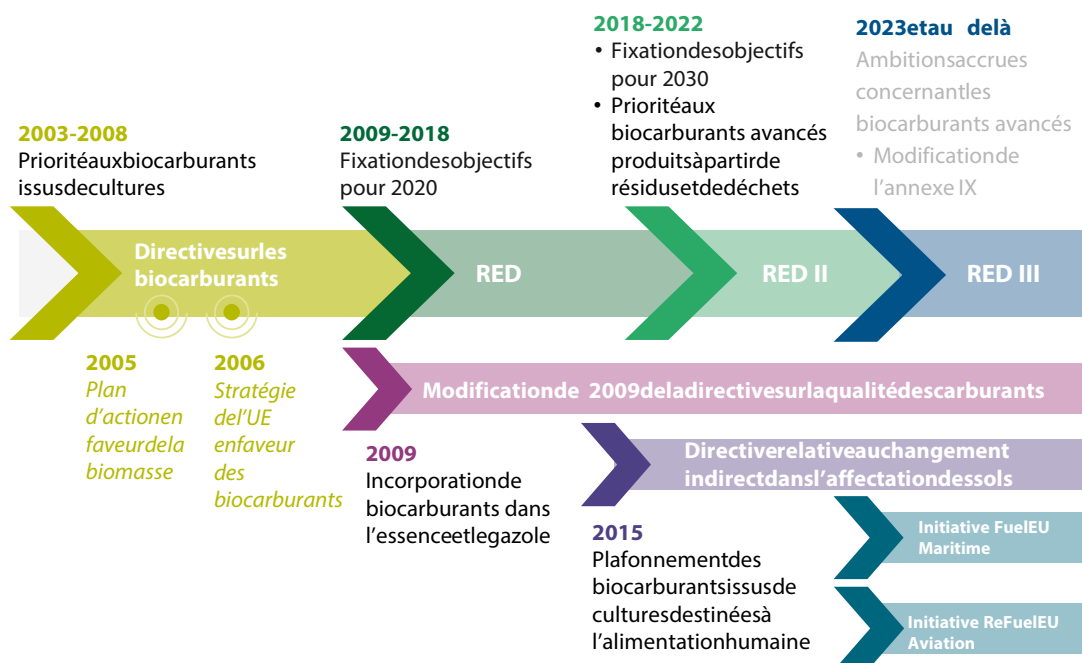 2003-2008
Prioritéauxbiocarburants
issusdecultures
2009-2018
Fixationdesobjectifs
pour 2020
2018-2022
• Fixationdesobjectifs
pour 2030
• Prioritéaux
biocarburants avancés
produitsàpartirde
résidusetdedéchets
2023etau delà
Ambitionsaccrues
concernantles
biocarburants avancés
• Modificationde
l'annexe IX
Directivesurles
biocarburants
RED
RED II
RED III
2005
Plan
d'actionen
faveurdela
biomasse
2006
Stratégie
del'UE
enfaveur
des
biocarburants
Modificationde 2009deladirectivesurlaqualitédescarburants
2009
Incorporationde
biocarburants dans
l'essenceetlegazole
Directiverelativeauchangement
indirectdansl'affectationdessols
2015
Plafonnementdes
biocarburantsissusde
culturesdestinéesà
l'alimentationhumaine
Initiative FuelEU
Maritime
Initiative ReFuelEU
Aviation